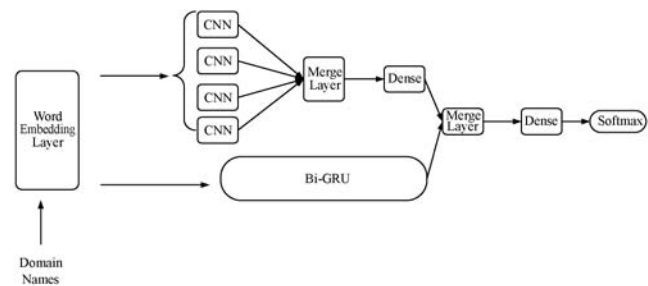 CNN
CNN
CNN
CNN
Merge
Layer
Dense
Word
Embedding
Layer
Merge
Layer
Dense
Softmax
Bi-GRU
Domain
Names